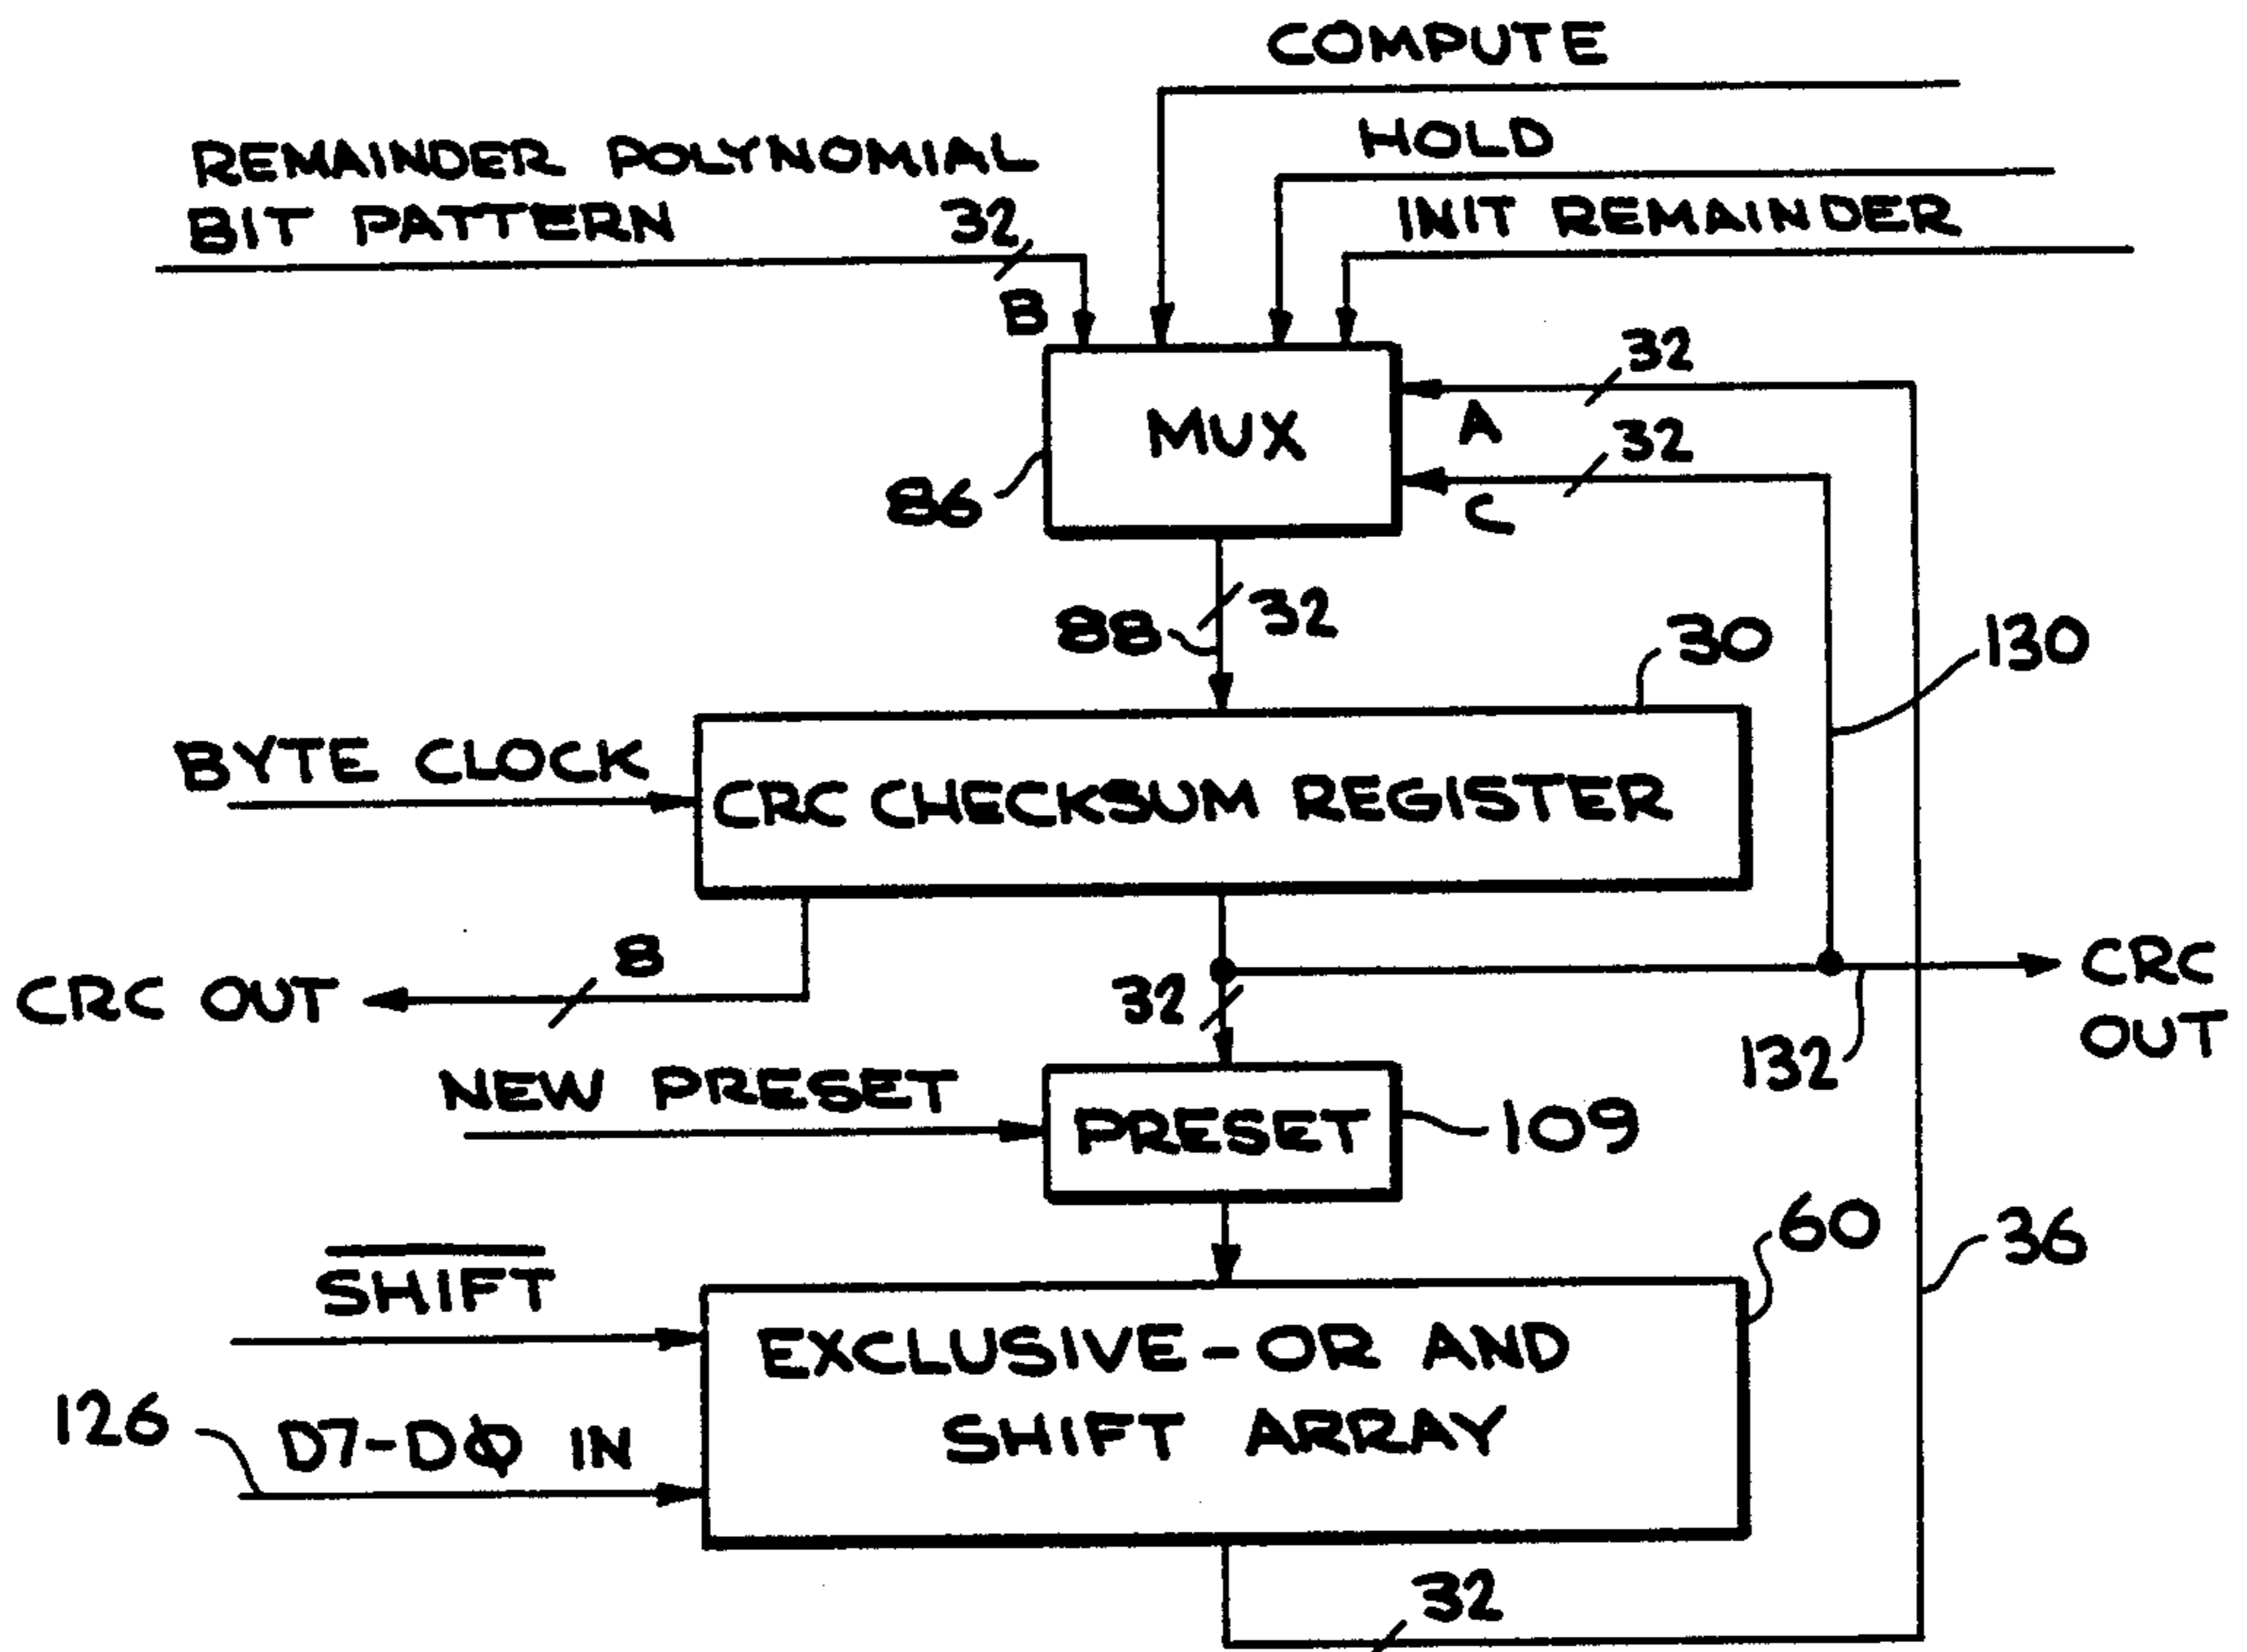 COMPUTE
HOLD
REMAINDER POLYNOMIAL
BIT PATTERN
32
INIT REMAINDER
B
32
MUX
A
32
86
C
88
32
30
130
BYTE CLOCK
CRC CHECKSUM REGISTER
8
CRC OUT
32
CRC
OUT
132
NEW PRESET
PRESET
109
60
36
SHIFT
EXCLUSIVE-OR AND
SHIFT ARRAY
126
D7-DØ IN
32